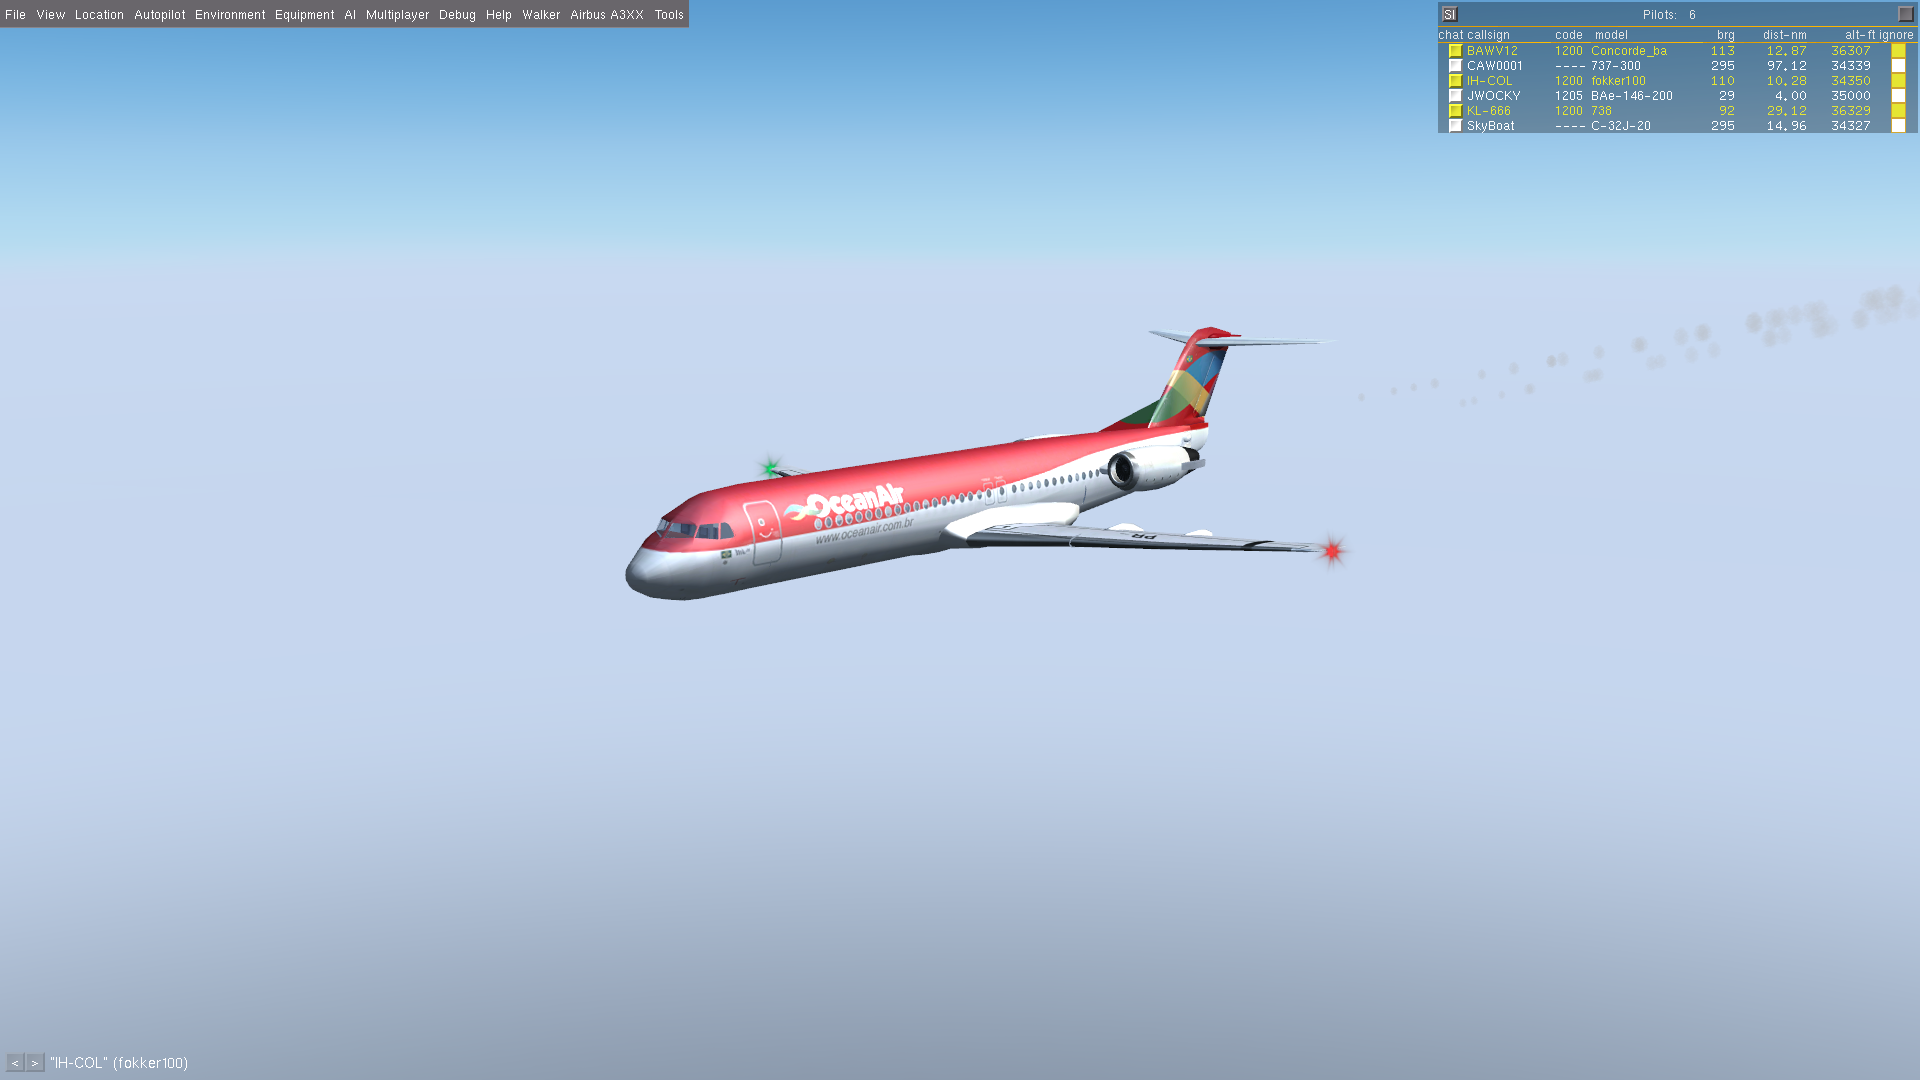 File View Location Autopilot Environment Equipment AI Multiplayer Debug Help Walker Airbus A3XX Tools
SI Pilots: 6
chat callsign code model brg dist-nm alt-ft ignore
BAWV12 1200 Concorde_ba 113 12.87 36307
CAW0001 ---- 737-300 295 97.12 34339
IH-COL 1200 fokker100 110 10.28 34350
JWOCKY 1205 BAe-146-200 29 4.00 35000
KL-666 1200 738 92 29.12 36329
SkyBoat ---- C-32J-20 295 14.96 34327
OceanAir
www.oceanair.com.br
PR
< > "IH-COL" (fokker100)